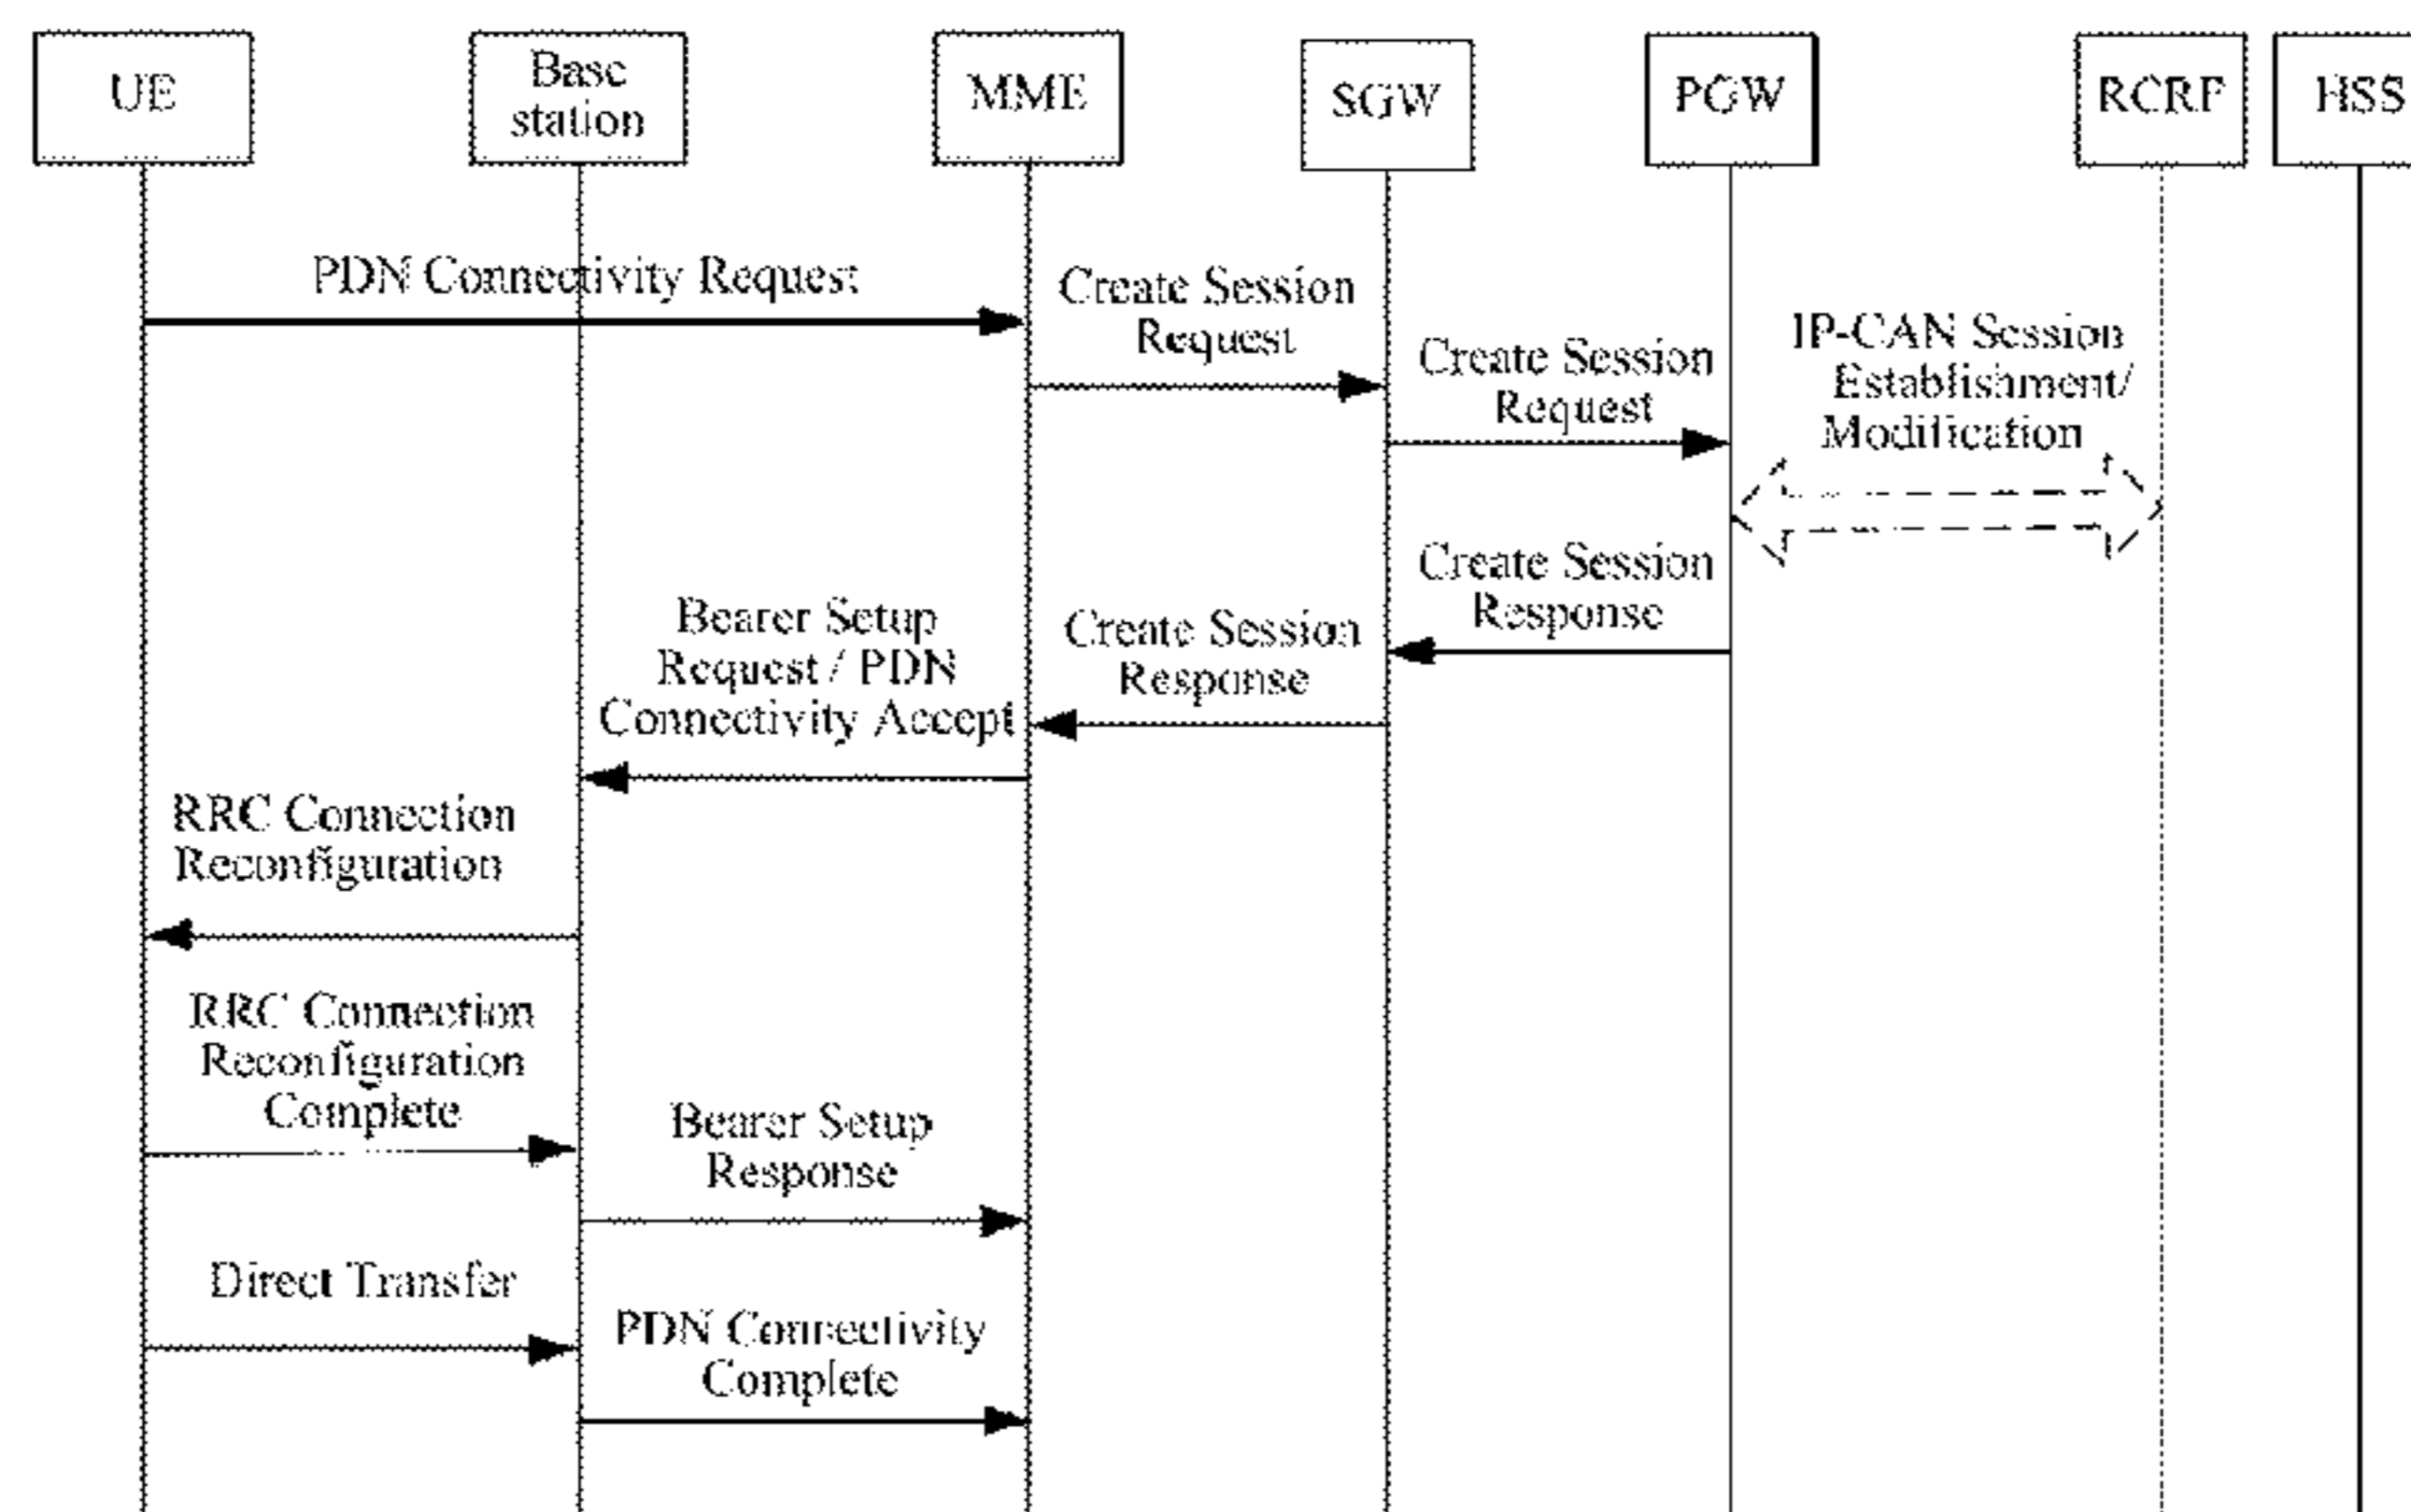 UE
Base
station
MME
SGW
PGW
RCRF
HSS
PDN Connectivity Request
Create Session
Request
Create Session
Request
IP-CAN Session
Establishment/
Modification
Create Session
Response
Create Session
Response
Bearer Setup
Request / PDN
Connectivity Accept
RRC Connection
Reconfiguration
RRC Connection
Reconfiguration
Complete
Bearer Setup
Response
Direct Transfer
PDN Connectivity
Complete